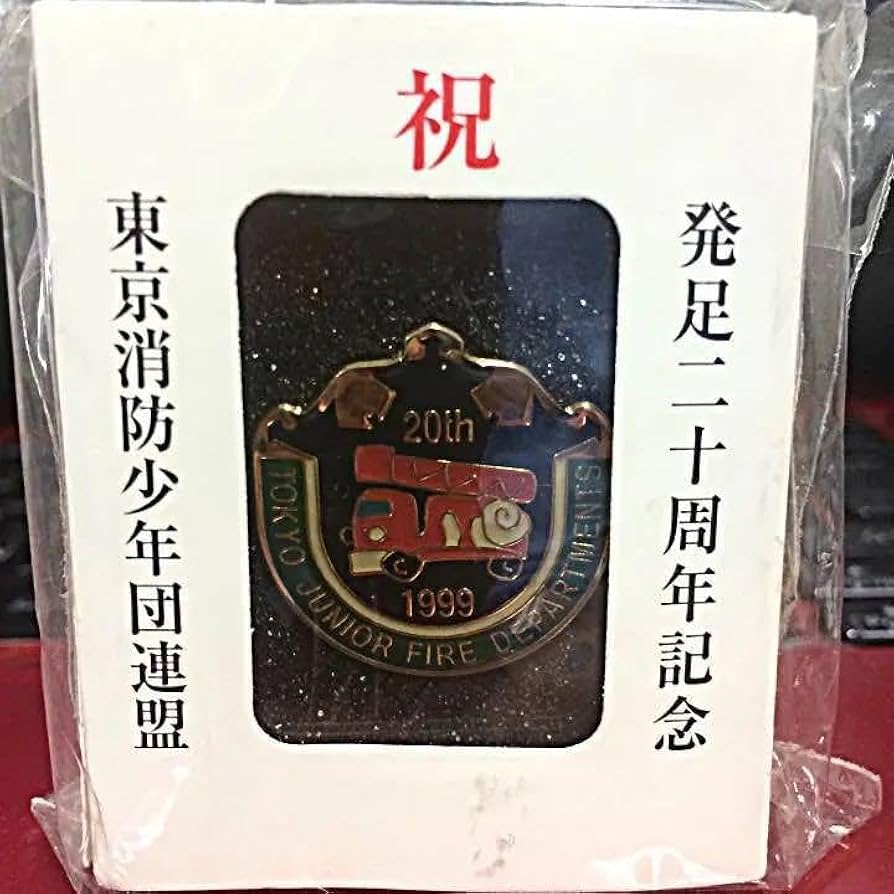 祝
発足二十周年記念
東京消防少年団連盟
20th
1999
TOKYO JUNIOR FIRE DEPARTMENTS